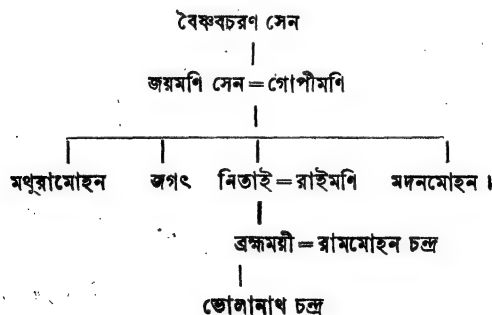 বৈষ্ণবচরণ সেন
জয়মণি সেন = গোপীমণি
মথুরামোহন জগৎ নিতাই = রাইমণি মদনমোহন।
ব্রহ্মময়ী = রামমোহন চন্দ্র
ভোলানাথ চন্দ্র